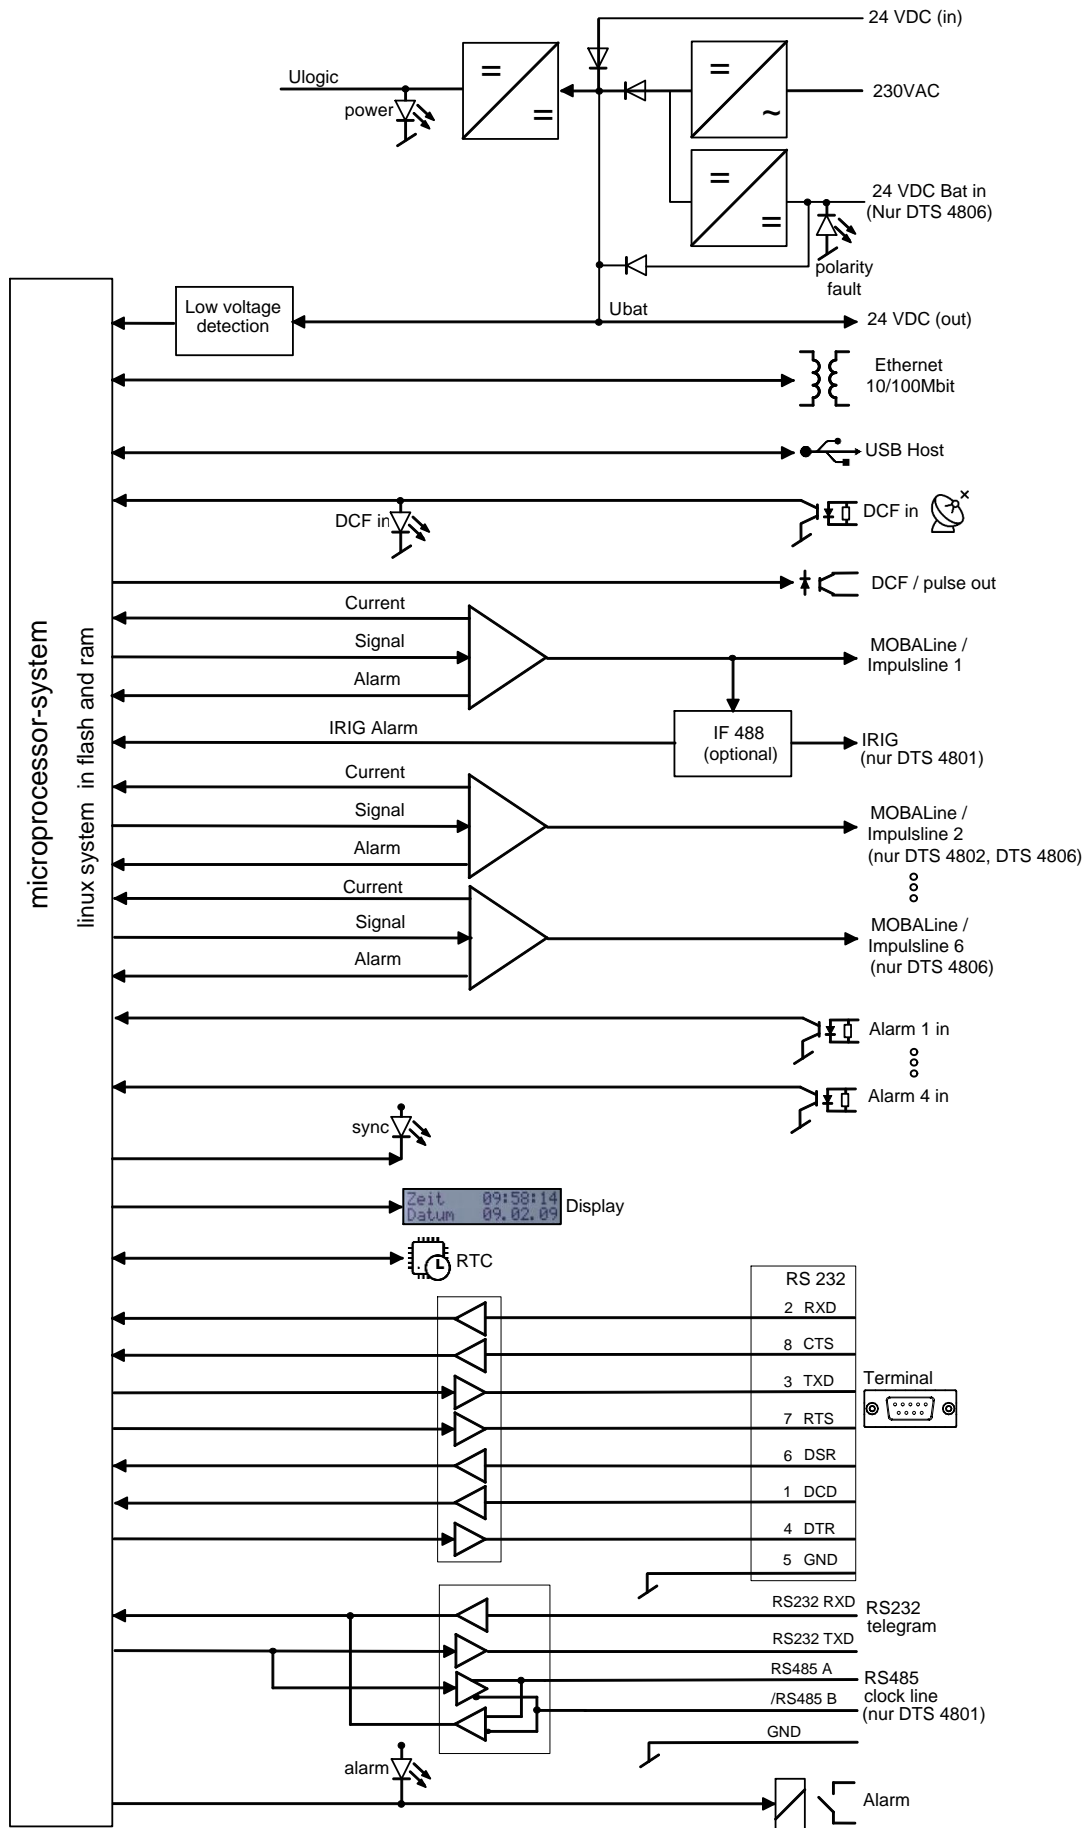 24 VDC (in)
Ulogic
power
=
=
=
~
230VAC
=
=
24 VDC Bat in
(Nur DTS 4806)
polarity
fault
Low voltage
detection
Ubat
24 VDC (out)
Ethernet
10/100Mbit
USB Host
DCF in
DCF in
DCF / pulse out
microprocessor-system
linux system in flash and ram
Current
Signal
Alarm
MOBALine /
Impulsline 1
IRIG Alarm
IF 488
(optional)
IRIG
(nur DTS 4801)
Current
Signal
Alarm
MOBALine /
Impulsline 2
(nur DTS 4802, DTS 4806)
Current
Signal
Alarm
MOBALine /
Impulsline 6
(nur DTS 4806)
Alarm 1 in
Alarm 4 in
sync
Zeit 09:58:14
Datum 09.02.09
Display
RTC
RS 232
2 RXD
8 CTS
3 TXD
7 RTS
6 DSR
1 DCD
4 DTR
5 GND
Terminal
RS232 RXD
RS232 TXD
RS232
telegram
RS485 A
/RS485 B
RS485
clock line
(nur DTS 4801)
GND
alarm
Alarm